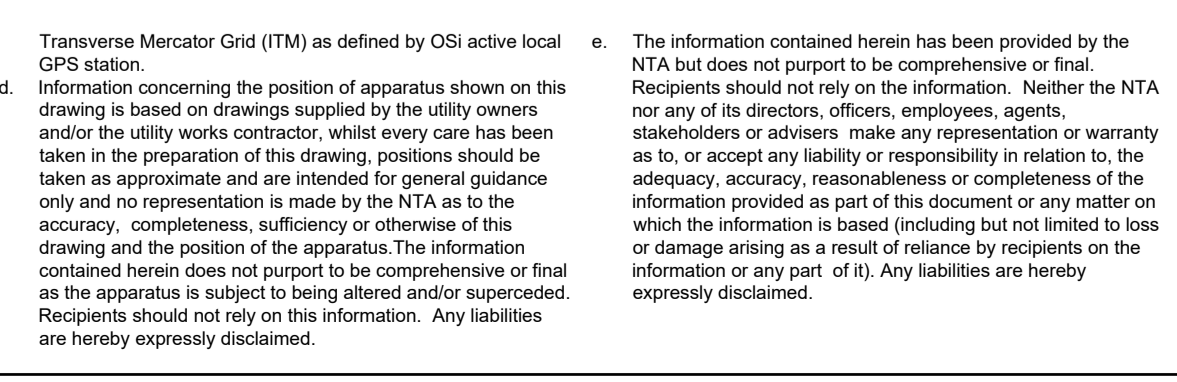 Transverse Mercator Grid (ITM) as defined by OSi active local
GPS station.
d. Information concerning the position of apparatus shown on this
drawing is based on drawings supplied by the utility owners
and/or the utility works contractor, whilst every care has been
taken in the preparation of this drawing, positions should be
taken as approximate and are intended for general guidance
only and no representation is made by the NTA as to the
accuracy,  completeness, sufficiency or otherwise of this
drawing and the position of the apparatus.The information
contained herein does not purport to be comprehensive or final
as the apparatus is subject to being altered and/or superceded.
Recipients should not rely on this information.  Any liabilities
are hereby expressly disclaimed.
e. The information contained herein has been provided by the
NTA but does not purport to be comprehensive or final.
Recipients should not rely on the information.  Neither the NTA
nor any of its directors, officers, employees, agents,
stakeholders or advisers  make any representation or warranty
as to, or accept any liability or responsibility in relation to, the
adequacy, accuracy, reasonableness or completeness of the
information provided as part of this document or any matter on
which the information is based (including but not limited to loss
or damage arising as a result of reliance by recipients on the
information or any part  of it). Any liabilities are hereby
expressly disclaimed.